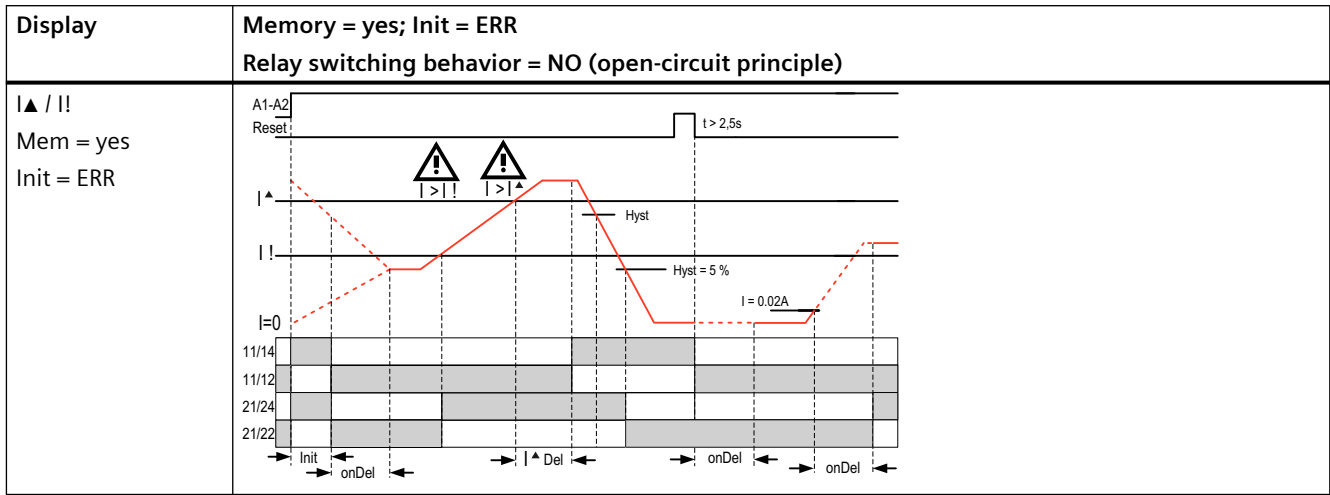 Display
Memory = yes; Init = ERR
Relay switching behavior = NO (open-circuit principle)
I▲ / I!
Mem = yes
Init = ERR
A1-A2
Reset
t > 2,5s
I >I !
I >I▲
I▲
Hyst
I !
Hyst = 5 %
I = 0.02A
I=0
11/14
11/12
21/24
21/22
Init
I▲ Del
onDel
onDel
onDel